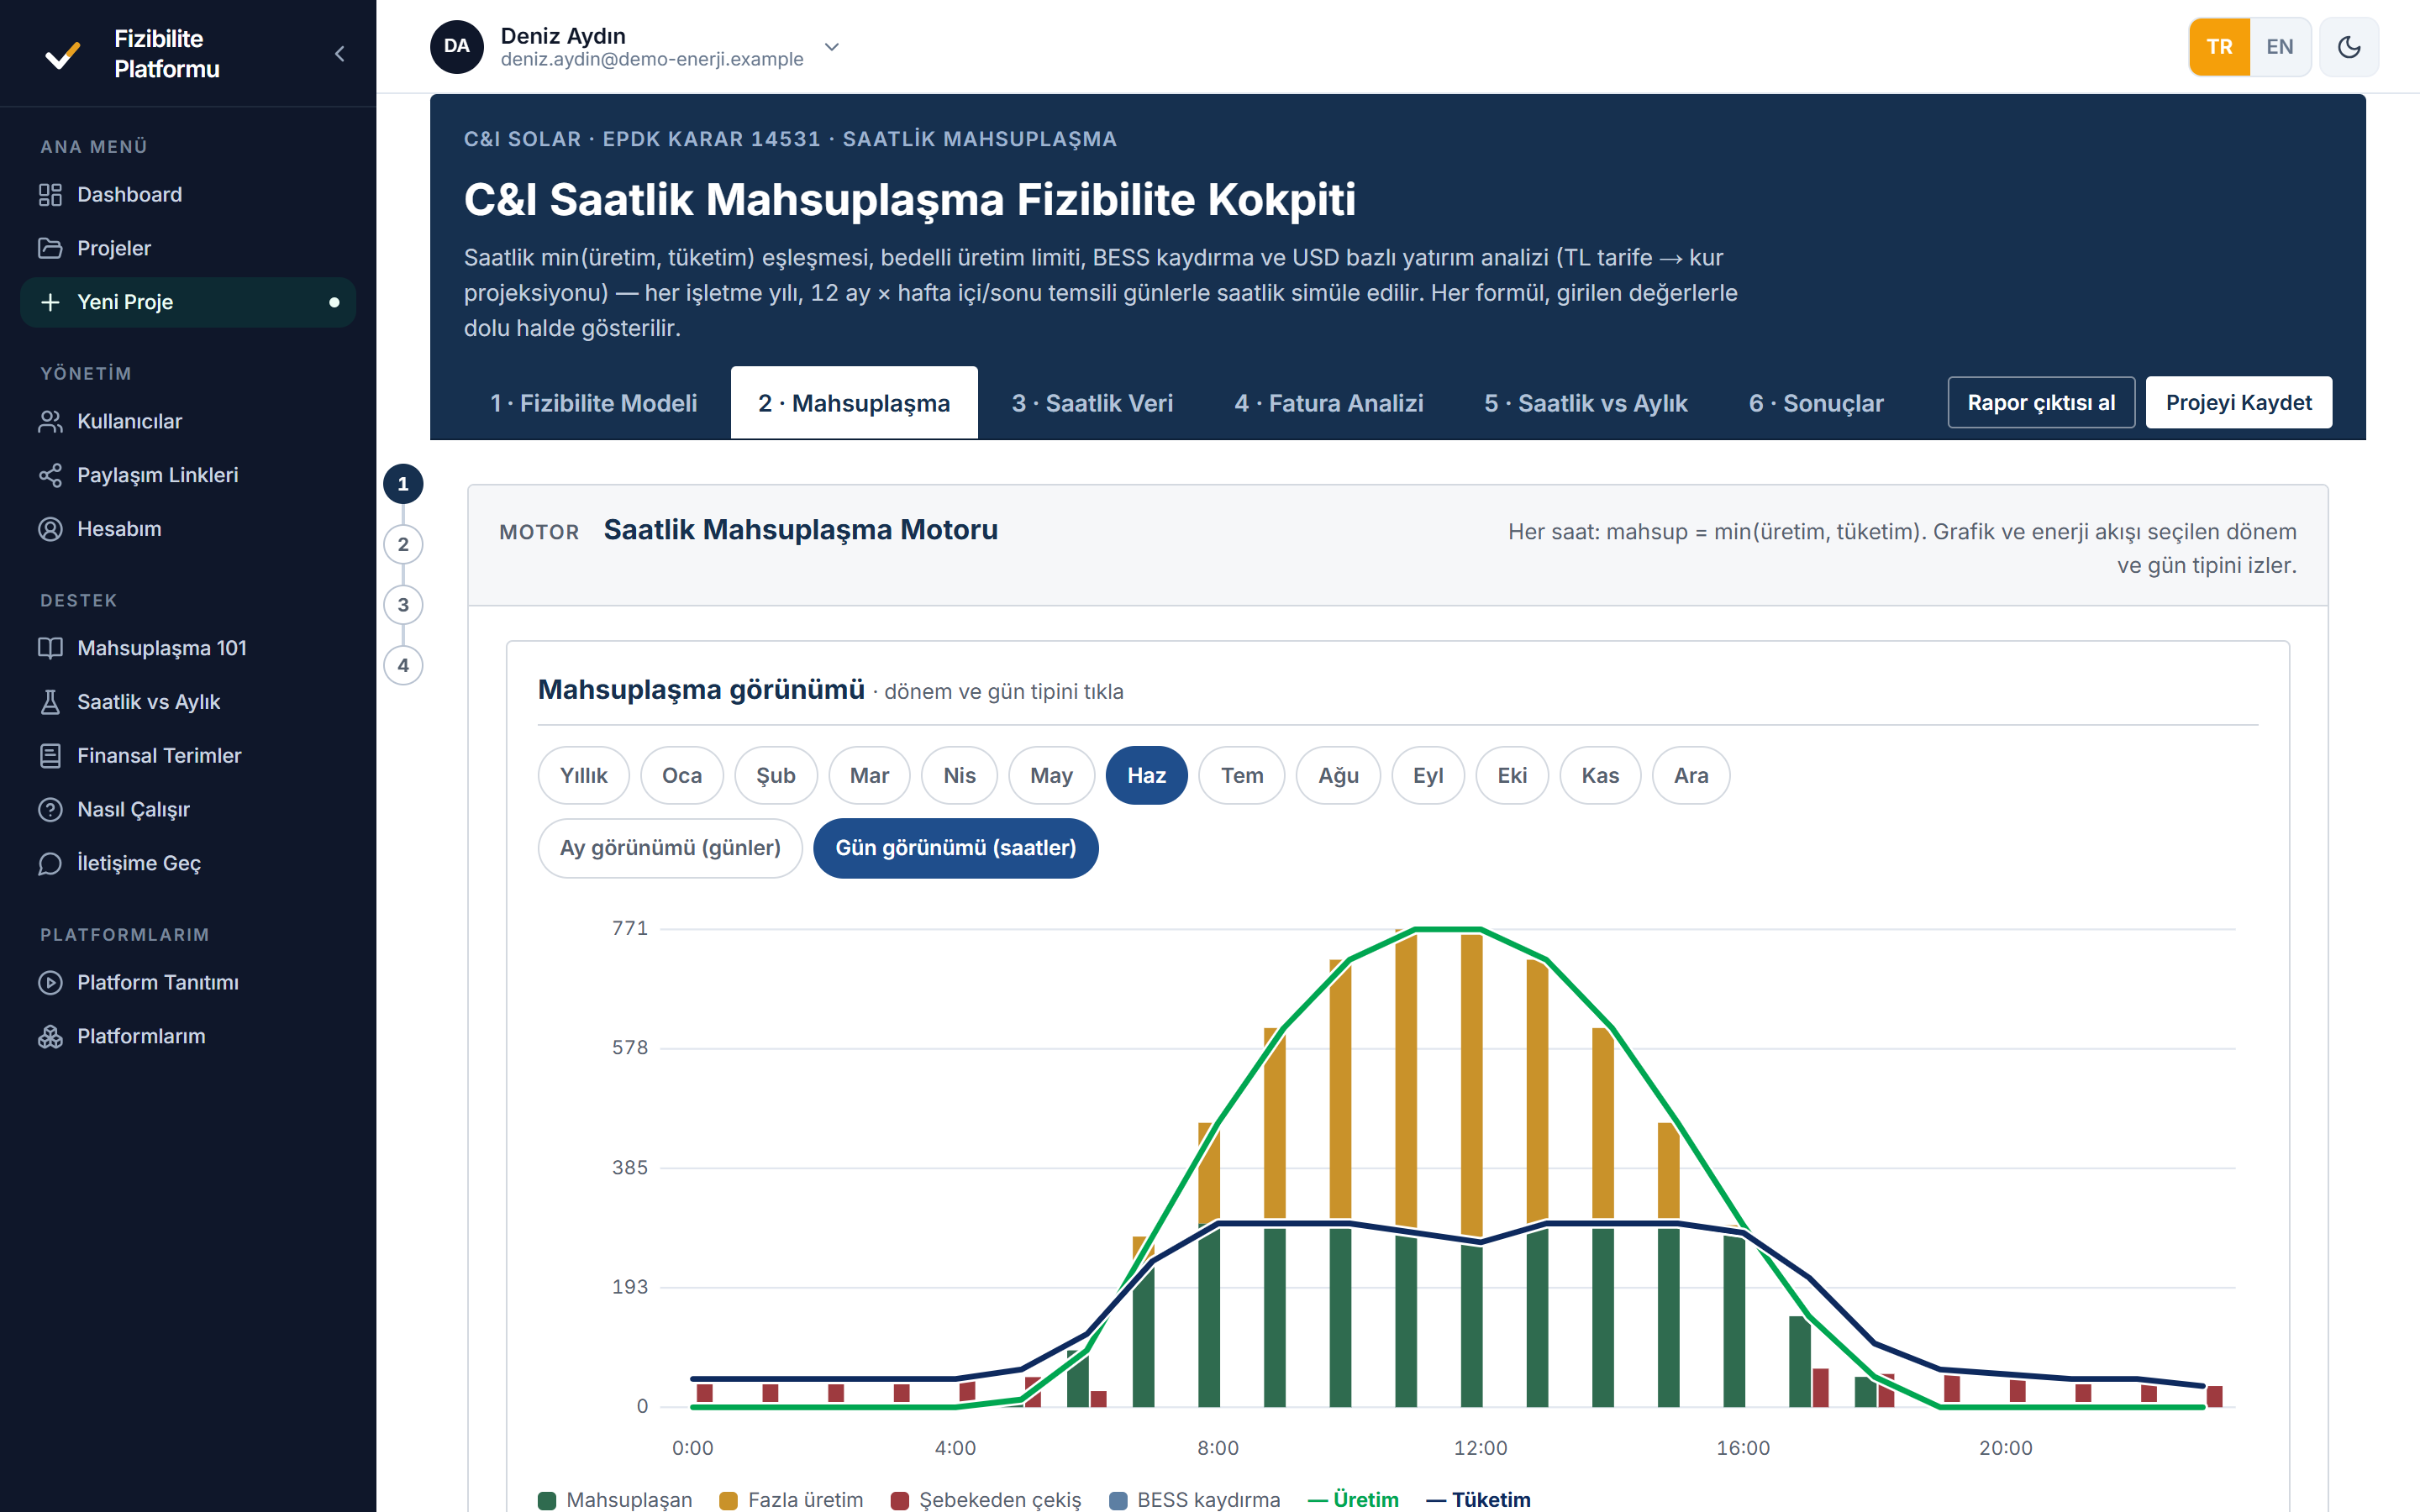 Fizibilite
Platformu
ANA MENÜ
Dashboard
Projeler
Yeni Proje
YÖNETİM
Kullanıcılar
Paylaşım Linkleri
Hesabım
DESTEK
Mahsuplaşma 101
Saatlik vs Aylık
Finansal Terimler
Nasıl Çalışır
İletişime Geç
PLATFORMLARIM
Platform Tanıtımı
Platformlarım
DA
Deniz Aydın
deniz.aydin@demo-enerji.example
TR EN
C&I SOLAR · EPDK KARAR 14531 · SAATLİK MAHSUPLAŞMA
C&I Saatlik Mahsuplaşma Fizibilite Kokpiti
Saatlik min(üretim, tüketim) eşleşmesi, bedelli üretim limiti, BESS kaydırma ve USD bazlı yatırım analizi (TL tarife → kur
projeksiyonu) — her işletme yılı, 12 ay × hafta içi/sonu temsili günlerle saatlik simüle edilir. Her formül, girilen değerlerle
dolu halde gösterilir.
1 · Fizibilite Modeli 2 · Mahsuplaşma 3 · Saatlik Veri 4 · Fatura Analizi 5 · Saatlik vs Aylık 6 · Sonuçlar Rapor çıktısı al Projeyi Kaydet
1
2
3
4
MOTOR Saatlik Mahsuplaşma Motoru
Her saat: mahsup = min(üretim, tüketim). Grafik ve enerji akışı seçilen dönem
ve gün tipini izler.
Mahsuplaşma görünümü · dönem ve gün tipini tıkla
Yıllık Oca Şub Mar Nis May Haz Tem Ağu Eyl Eki Kas Ara
Ay görünümü (günler) Gün görünümü (saatler)
771
578
385
193
0
0:00 4:00 8:00 12:00 16:00 20:00
Mahsuplaşan Fazla üretim Şebekeden çekiş BESS kaydırma — Üretim — Tüketim